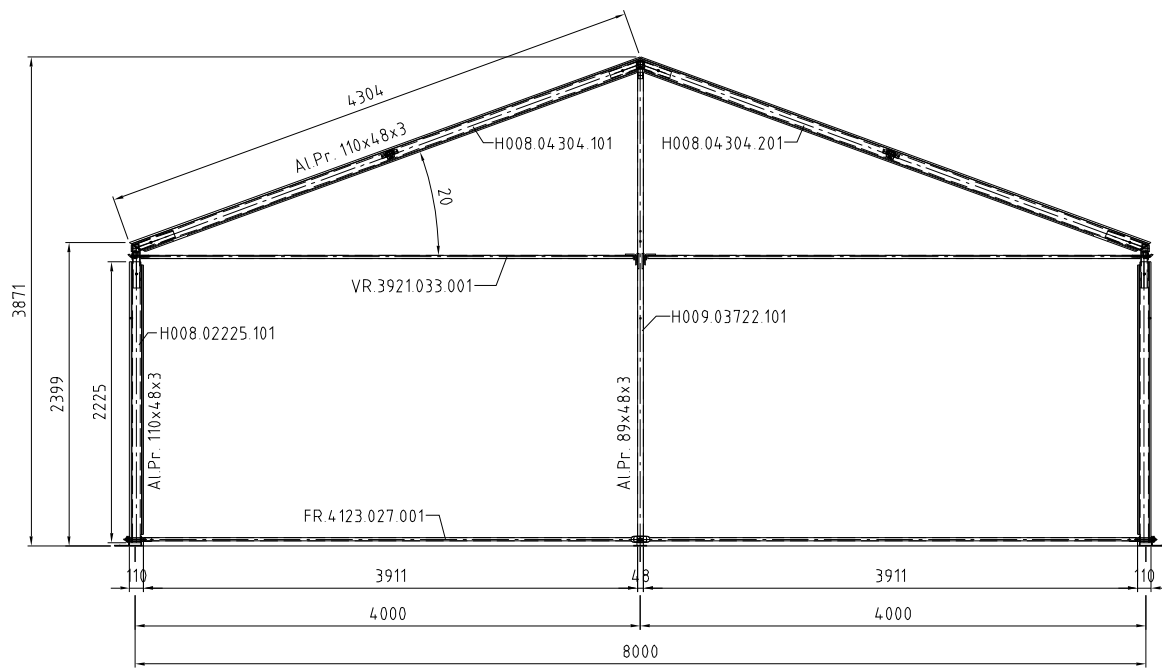 4304
Al.Pr. 110x48x3
H008.04304.101
H008.04304.201
20
VR.3921.033.001
3871
2399
2225
H008.02225.101
Al.Pr. 110x48x3
H009.03722.101
Al.Pr. 89x48x3
FR.4123.027.001
110
3911
48
3911
110
4000
4000
8000